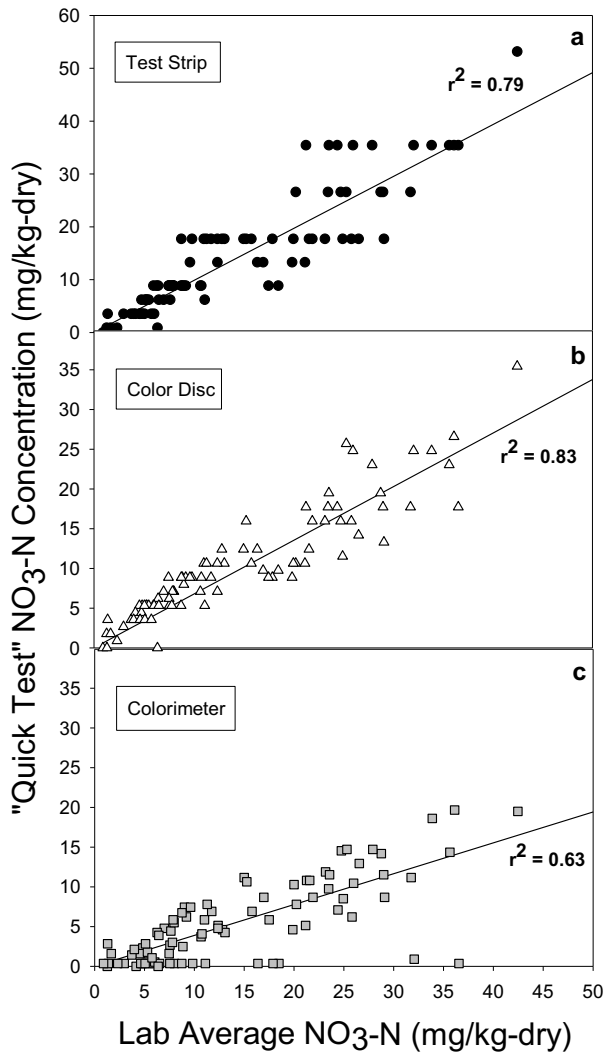 60
a
Test Strip
50
r² = 0.79
40
30
20
10
0
b
35
Color Disc
30
25
r² = 0.83
20
15
10
5
0
c
35
Colorimeter
30
25
20
15
r² = 0.63
10
5
0
0 5 10 15 20 25 30 35 40 45 50
Lab Average NO3-N (mg/kg-dry)
"Quick Test" NO3-N Concentration (mg/kg-dry)